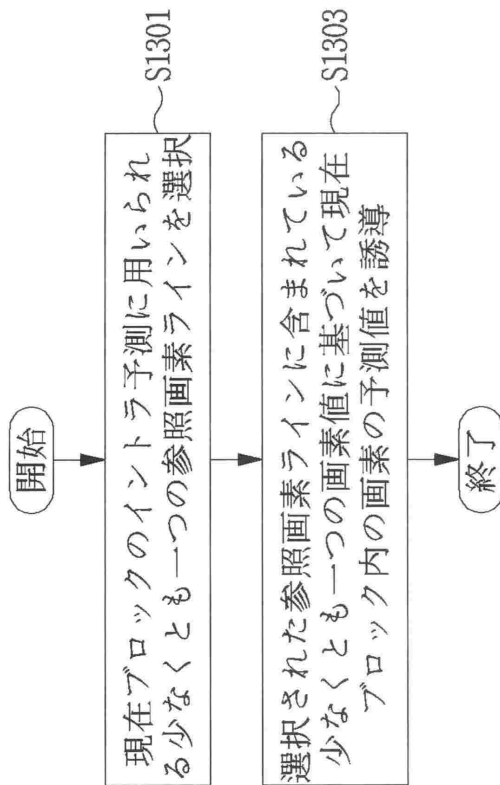 開始
現在ブロックのイントラ予測に用いられ
る少なくとも一つの参照画素ラインを選択
S1301
選択された参照画素ラインに含まれている
少なくとも一つの画素値に基づいて現在
ブロック内の画素の予測値を誘導
S1303
終了